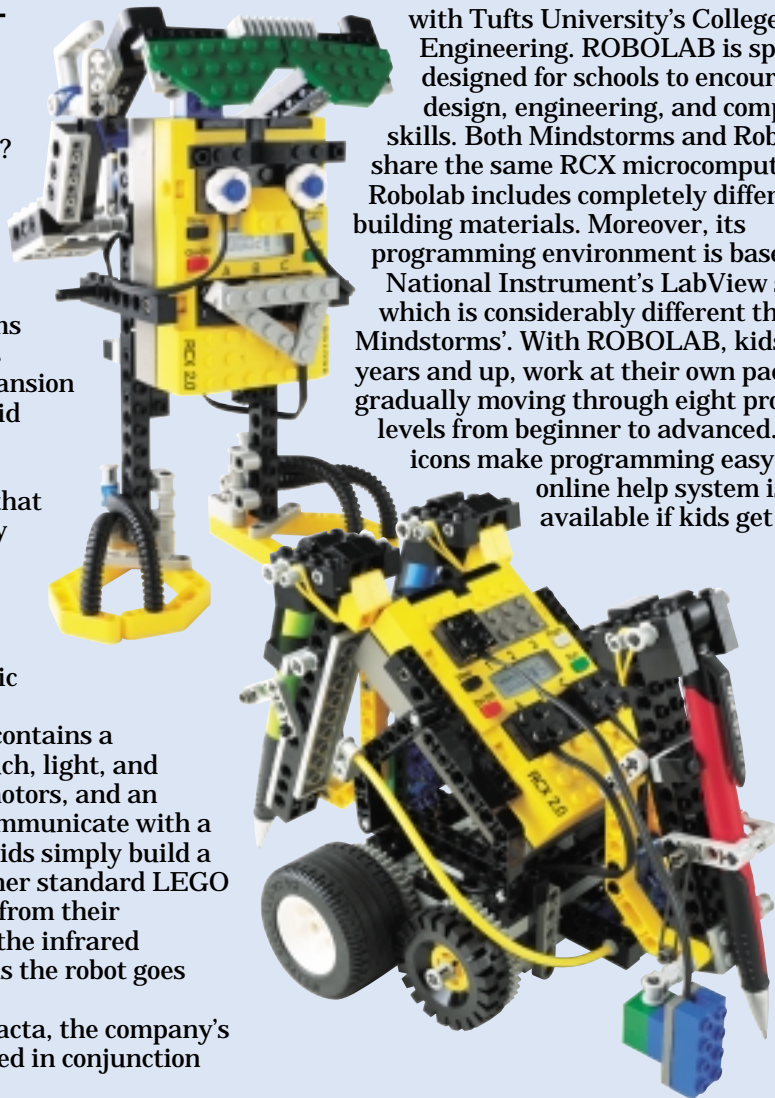 ?
ns
ansion
id
that
y
ic
contains a
ch, light, and
motors, and an
mmunicate with a
ids simply build a
her standard LEGO
from their
the infrared
s the robot goes
acta, the company's
ed in conjunction
with Tufts University's College
Engineering. ROBOLAB is sp
designed for schools to encour
design, engineering, and comp
skills. Both Mindstorms and Rob
share the same RCX microcomput
Robolab includes completely differ
building materials. Moreover, its
programming environment is base
National Instrument's LabView s
which is considerably different th
Mindstorms'. With ROBOLAB, kids
years and up, work at their own pac
gradually moving through eight pro
levels from beginner to advanced.
icons make programming easy
online help system is
available if kids get
A B C
RCX 2.0
RCX 2.0